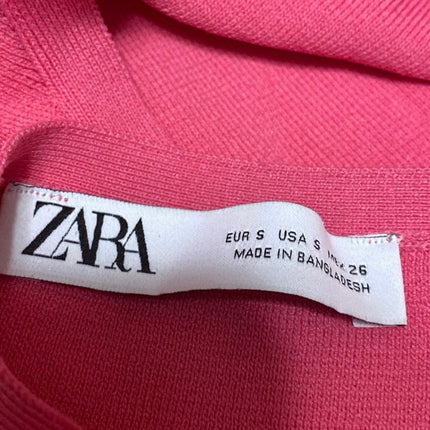 ZARA
EUR S USA S MEX 26
MADE IN BANGLADESH